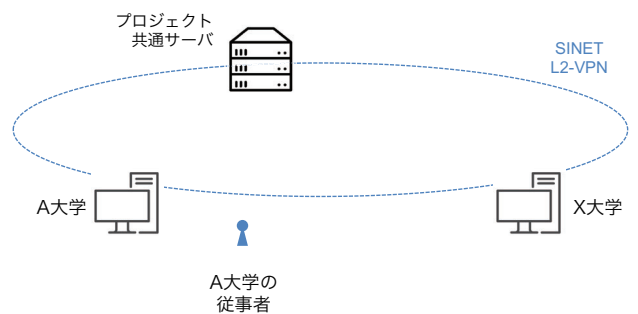 プロジェクト
共通サーバ
SINET
L2-VPN
A大学
X大学
A大学の
従事者